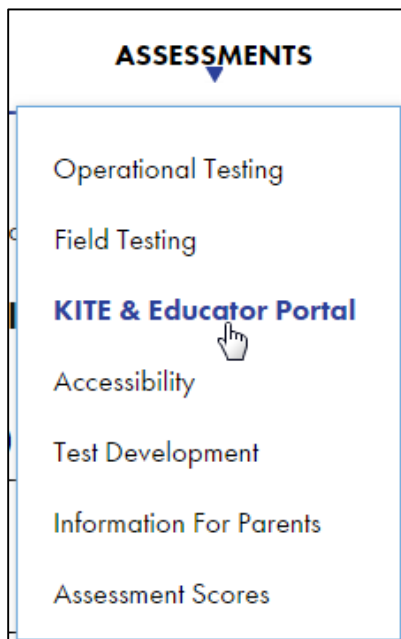 ASSESSMENTS
Operational Testing
Field Testing
KITE & Educator Portal
Accessibility
Test Development
Information For Parents
Assessment Scores